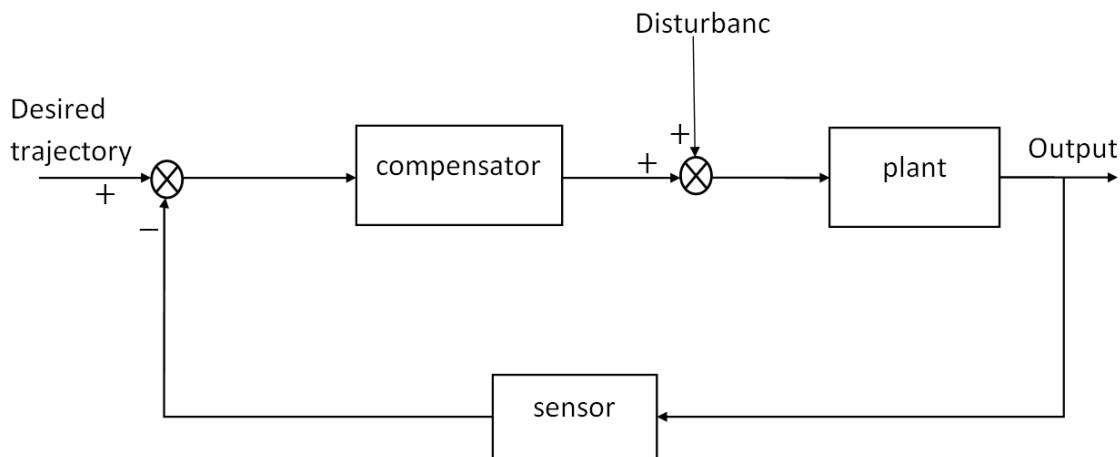 Disturbanc
Desired
trajectory
+
−
compensator
+
+
plant
Output
sensor